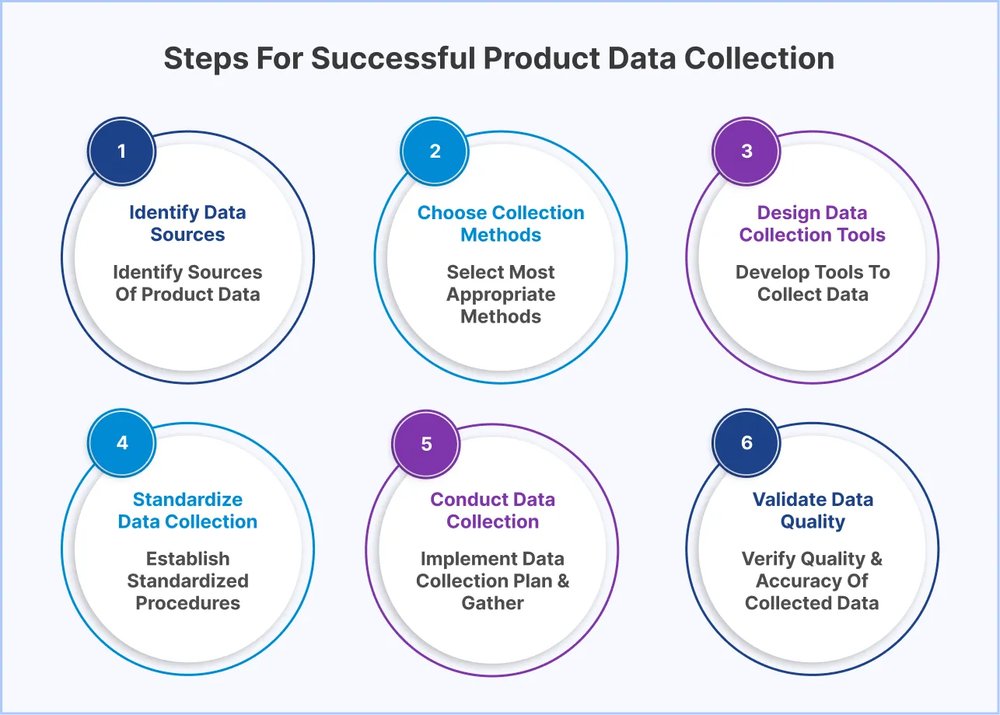 Steps For Successful Product Data Collection
1
Identify Data
Sources
Identify Sources
Of Product Data
2
Choose Collection
Methods
Select Most
Appropriate
Methods
3
Design Data
Collection Tools
Develop Tools To
Collect Data
4
Standardize
Data Collection
Establish
Standardized
Procedures
5
Conduct Data
Collection
Implement Data
Collection Plan &
Gather
6
Validate Data
Quality
Verify Quality &
Accuracy Of
Collected Data